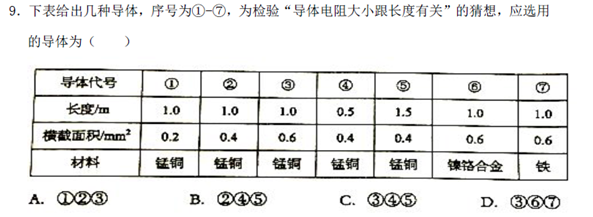 9. 下表给出几种导体，序号为①-⑦，为检验“导体电阻大小跟长度有关”的猜想，应选用
的导体为（ ）
导体代号 ① ② ③ ④ ⑤ ⑥ ⑦
长度/m 1.0 1.0 1.0 0.5 1.5 1.0 1.0
横截面积/mm² 0.2 0.4 0.6 0.4 0.4 0.6 0.6
材料 锰铜 锰铜 锰铜 锰铜 锰铜 镍铬合金 铁
A. ①②③ B. ②④⑤ C. ③④⑤ D. ③⑥⑦